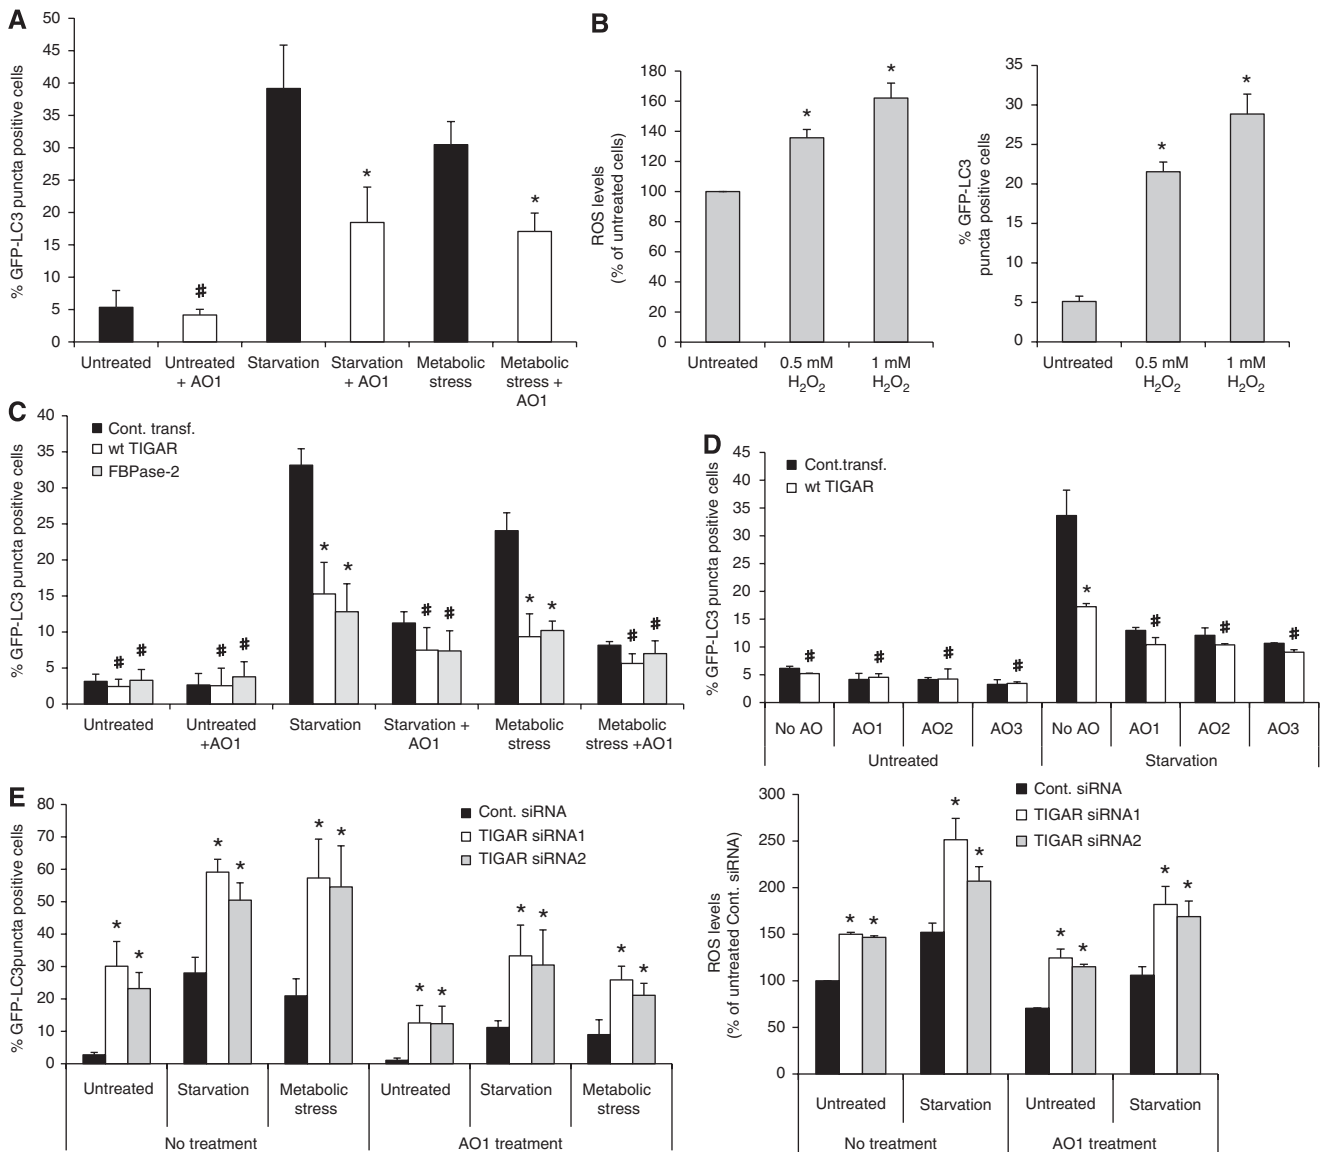 A
% GFP-LC3 puncta positive cells
50
45
40
35
30
25
20
15
10
5
0
#
*
*
Untreated
Untreated
+ AO1
Starvation
Starvation
+ AO1
Metabolic
stress
Metabolic
stress +
AO1
B
ROS levels
(% of untreated cells)
180
160
140
120
100
80
60
40
20
0
*
*
Untreated
0.5 mM
H₂O₂
1 mM
H₂O₂
% GFP-LC3
puncta positive cells
35
30
25
20
15
10
5
0
*
*
Untreated
0.5 mM
H₂O₂
1 mM
H₂O₂
C
% GFP-LC3 puncta positive cells
40
35
30
25
20
15
10
5
0
Cont. transf.
wt TIGAR
FBPase-2
# #
# #
* *
# #
* *
# #
Untreated
Untreated
+AO1
Starvation
Starvation +
AO1
Metabolic
stress
Metabolic
stress +AO1
D
% GFP-LC3 puncta positive cells
45
40
35
30
25
20
15
10
5
0
Cont.transf.
wt TIGAR
# # # # * # # #
No AO AO1 AO2 AO3 No AO AO1 AO2 AO3
Untreated Starvation
E
% GFP-LC3puncta positive cells
80
70
60
50
40
30
20
10
0
Cont. siRNA
TIGAR siRNA1
TIGAR siRNA2
* * * * * * * * * * * *
Untreated
Starvation
Metabolic
stress
Untreated
Starvation
Metabolic
stress
No treatment AO1 treatment
ROS levels
(% of untreated Cont. siRNA)
300
250
200
150
100
50
0
Cont. siRNA
TIGAR siRNA1
TIGAR siRNA2
* * * * * * * *
Untreated Starvation Untreated Starvation
No treatment AO1 treatment